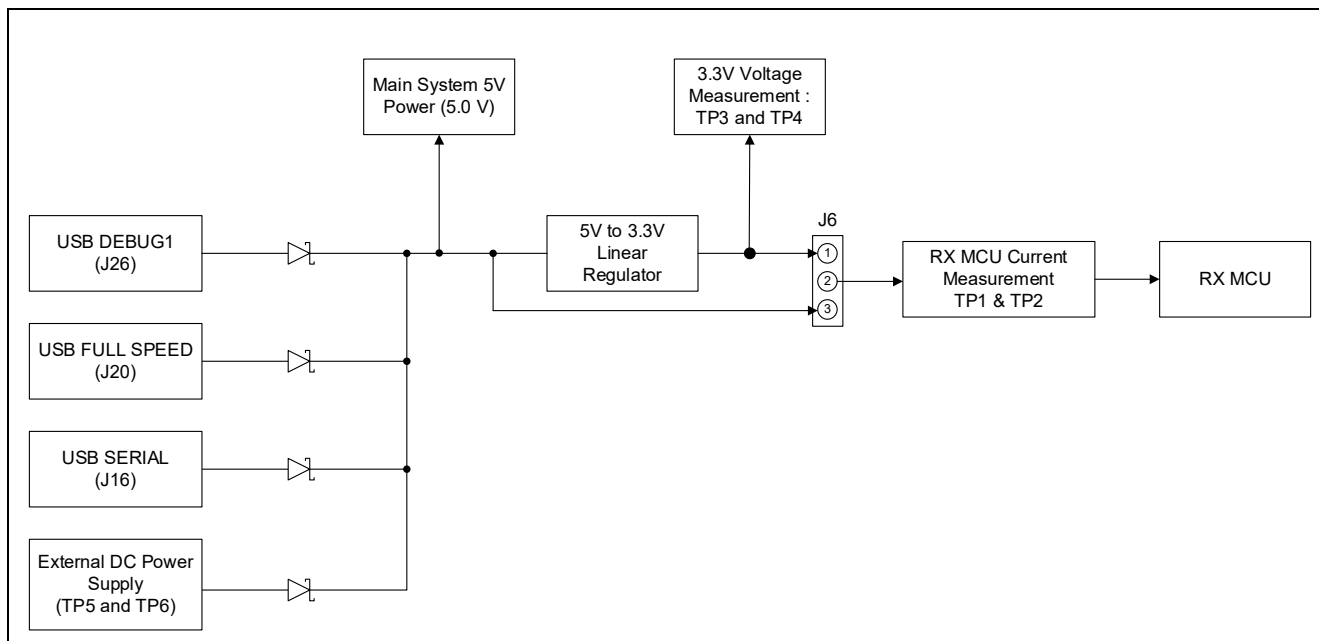 Main System 5V
Power (5.0 V)
3.3V Voltage
Measurement :
TP3 and TP4
USB DEBUG1
(J26)
5V to 3.3V
Linear
Regulator
J6
1
2
3
RX MCU Current
Measurement
TP1 & TP2
RX MCU
USB FULL SPEED
(J20)
USB SERIAL
(J16)
External DC Power
Supply
(TP5 and TP6)